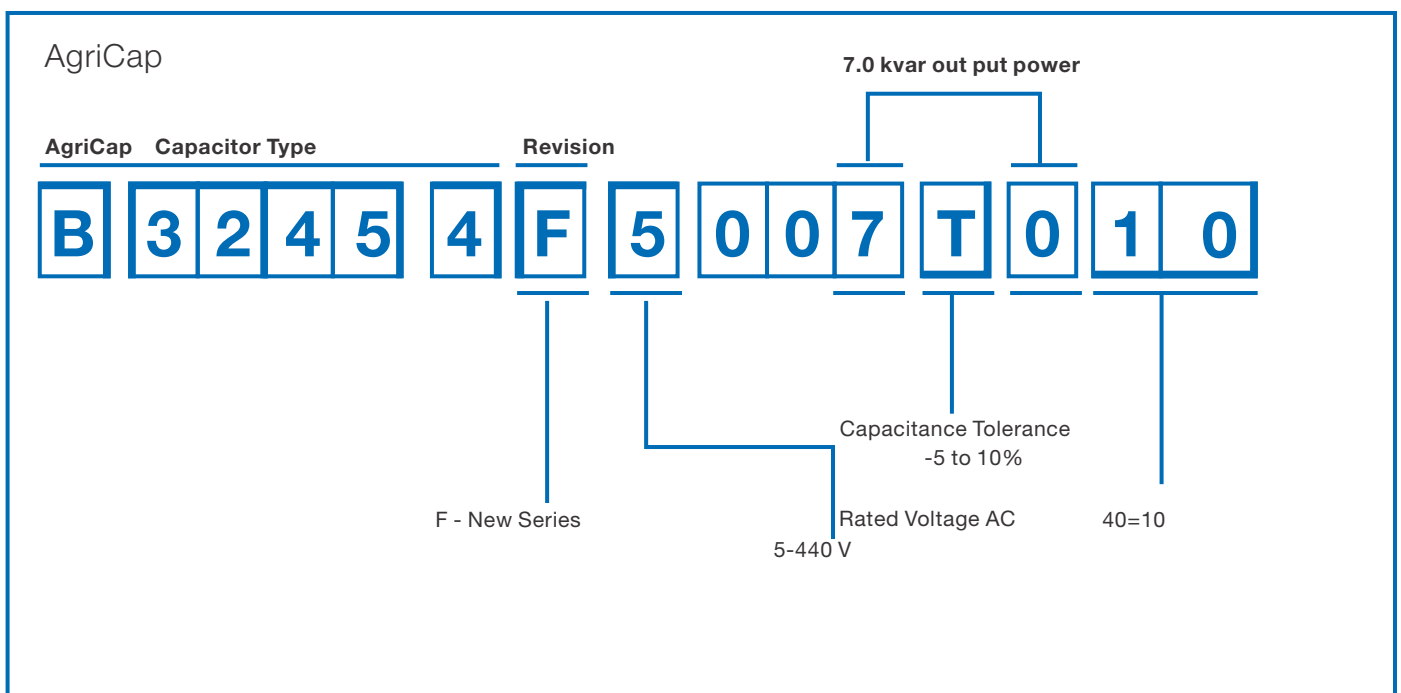 AgriCap
7.0 kvar out put power
AgriCap Capacitor Type Revision
B 3 2 4 5 4 F 5 0 0 7 T 0 1 0
Capacitance Tolerance
-5 to 10%
F - New Series
Rated Voltage AC
40=10
5-440 V